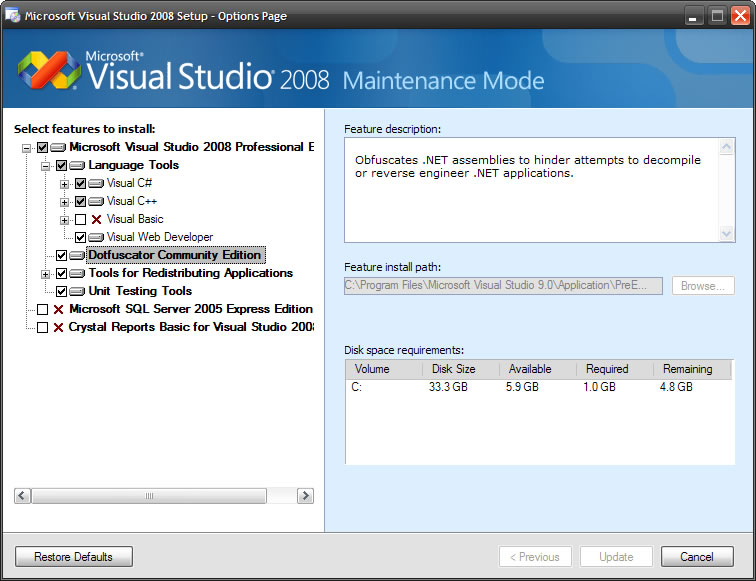 Microsoft Visual Studio 2008 Setup - Options Page
Microsoft®
Visual Studio® 2008 Maintenance Mode
Select features to install:
Microsoft Visual Studio 2008 Professional E
Language Tools
Visual C#
Visual C++
Visual Basic
Visual Web Developer
Dotfuscator Community Edition
Tools for Redistributing Applications
Unit Testing Tools
Microsoft SQL Server 2005 Express Edition
Crystal Reports Basic for Visual Studio 200
Feature description:
Obfuscates .NET assemblies to hinder attempts to decompile
or reverse engineer .NET applications.
Feature install path:
C:\Program Files\Microsoft Visual Studio 9.0\Application\PreE... Browse...
Disk space requirements:
Volume Disk Size Available Required Remaining
C: 33.3 GB 5.9 GB 1.0 GB 4.8 GB
Restore Defaults < Previous Update Cancel